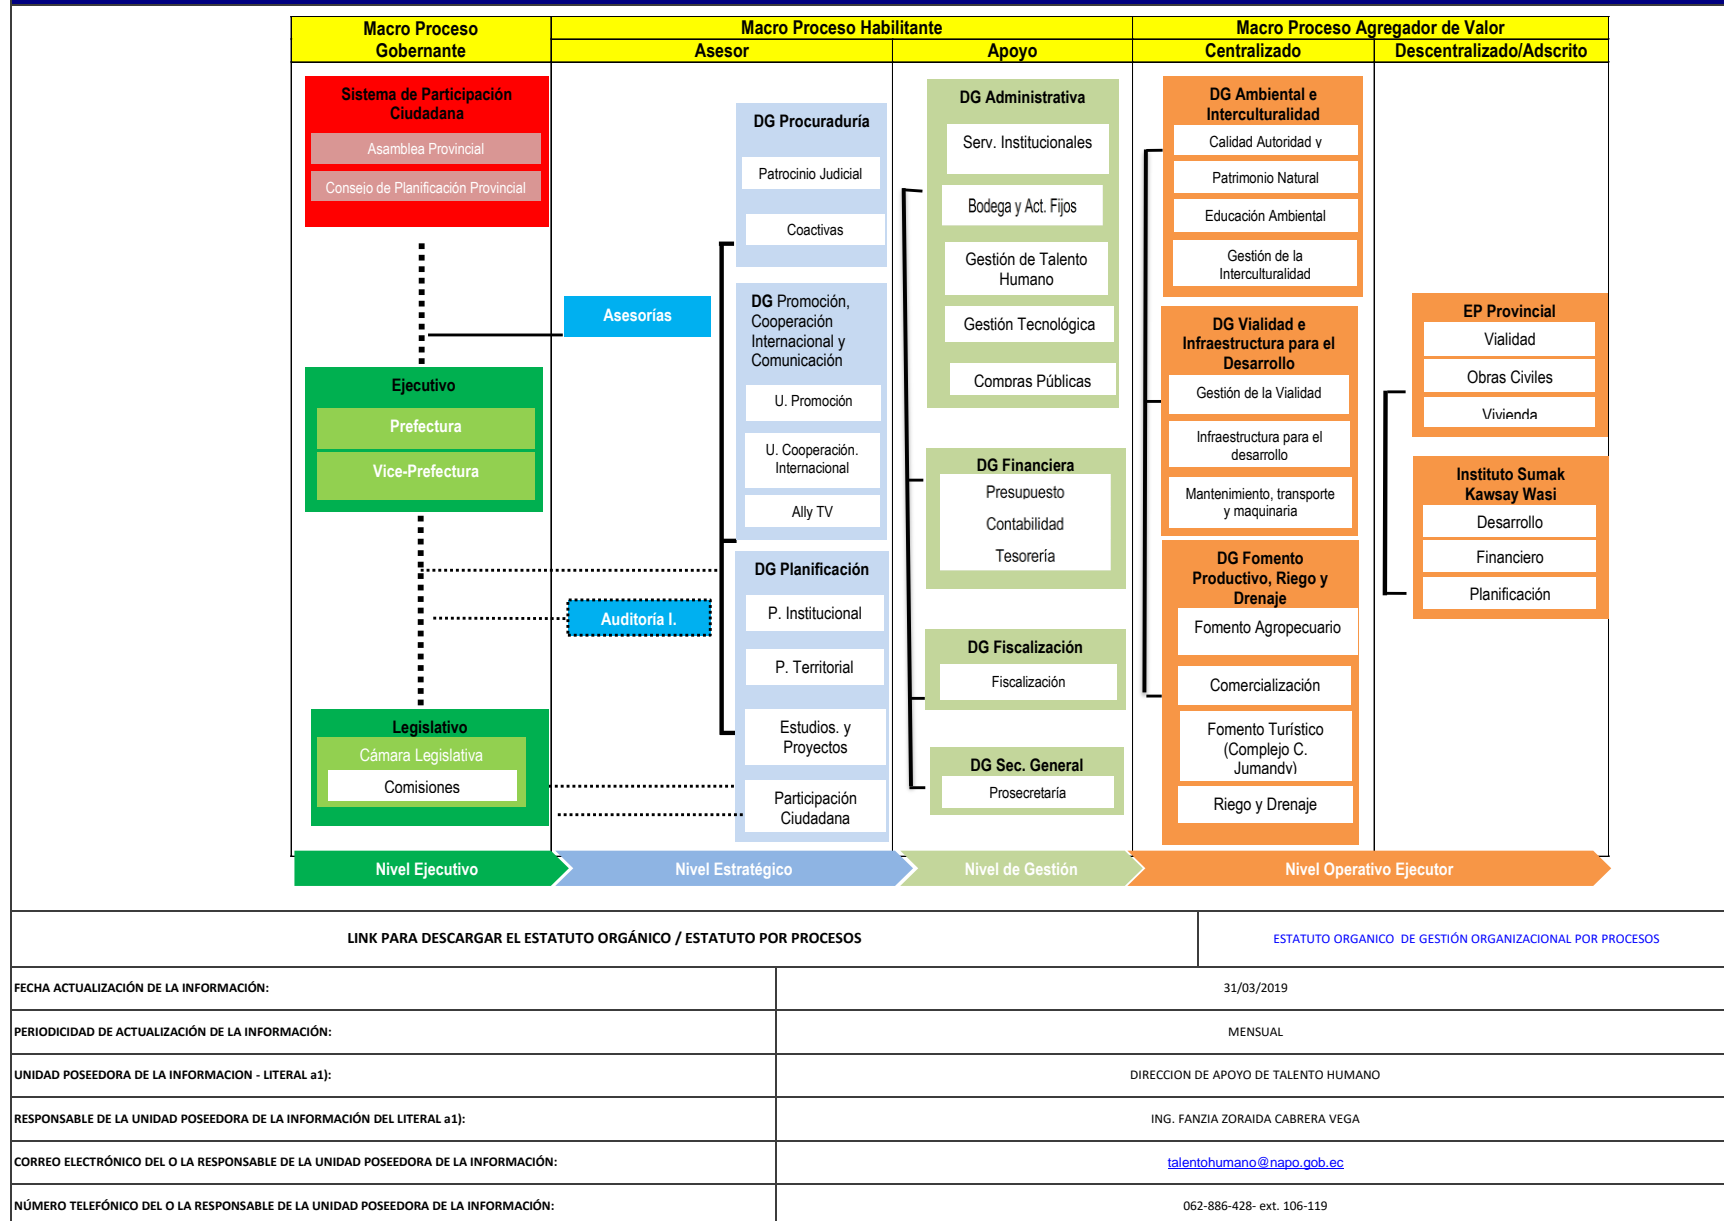 Macro Proceso
Gobernante
Macro Proceso Habilitante
Asesor
Apoyo
Macro Proceso Agregador de Valor
Centralizado
Descentralizado/Adscrito
Sistema de Participación
Ciudadana
Asamblea Provincial
Consejo de Planificación Provincial
Ejecutivo
Prefectura
Vice-Prefectura
Legislativo
Cámara Legislativa
Comisiones
Asesorías
Auditoría I.
DG Procuraduría
Patrocinio Judicial
Coactivas
DG Promoción,
Cooperación
Internacional y
Comunicación
U. Promoción
U. Cooperación.
Internacional
Ally TV
DG Planificación
P. Institucional
P. Territorial
Estudios. y
Proyectos
Participación
Ciudadana
DG Administrativa
Serv. Institucionales
Bodega y Act. Fijos
Gestión de Talento
Humano
Gestión Tecnológica
Compras Públicas
DG Financiera
Presupuesto
Contabilidad
Tesorería
DG Fiscalización
Fiscalización
DG Sec. General
Prosecretaría
DG Ambiental e
Interculturalidad
Calidad Autoridad y
Patrimonio Natural
Educación Ambiental
Gestión de la
Interculturalidad
DG Vialidad e
Infraestructura para el
Desarrollo
Gestión de la Vialidad
Infraestructura para el
desarrollo
Mantenimiento, transporte
y maquinaria
DG Fomento
Productivo, Riego y
Drenaje
Fomento Agropecuario
Comercialización
Fomento Turístico
(Complejo C.
Jumandy)
Riego y Drenaje
EP Provincial
Vialidad
Obras Civiles
Vivienda
Instituto Sumak
Kawsay Wasi
Desarrollo
Financiero
Planificación
Nivel Ejecutivo
Nivel Estratégico
Nivel de Gestión
Nivel Operativo Ejecutor
LINK PARA DESCARGAR EL ESTATUTO ORGÁNICO / ESTATUTO POR PROCESOS
ESTATUTO ORGANICO DE GESTIÓN ORGANIZACIONAL POR PROCESOS
FECHA ACTUALIZACIÓN DE LA INFORMACIÓN:
31/03/2019
PERIODICIDAD DE ACTUALIZACIÓN DE LA INFORMACIÓN:
MENSUAL
UNIDAD POSEEDORA DE LA INFORMACION - LITERAL a1):
DIRECCION DE APOYO DE TALENTO HUMANO
RESPONSABLE DE LA UNIDAD POSEEDORA DE LA INFORMACIÓN DEL LITERAL a1):
ING. FANZIA ZORAIDA CABRERA VEGA
CORREO ELECTRÓNICO DEL O LA RESPONSABLE DE LA UNIDAD POSEEDORA DE LA INFORMACIÓN:
talentohumano@napo.gob.ec
NÚMERO TELEFÓNICO DEL O LA RESPONSABLE DE LA UNIDAD POSEEDORA DE LA INFORMACIÓN:
062-886-428- ext. 106-119